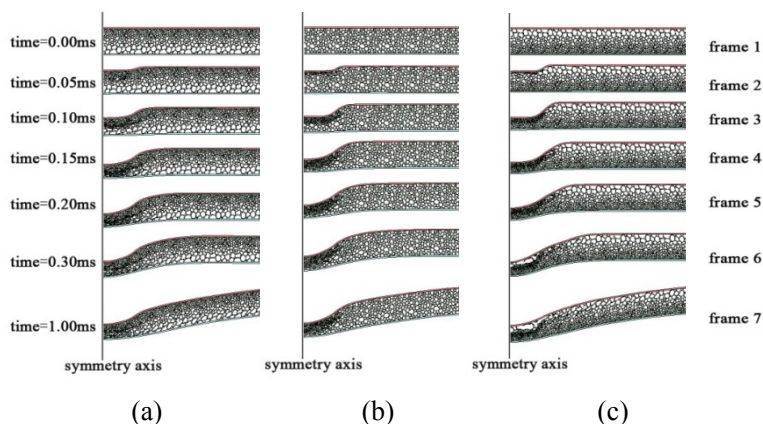 time=0.00ms
frame 1
time=0.05ms
frame 2
time=0.10ms
frame 3
time=0.15ms
frame 4
time=0.20ms
frame 5
time=0.30ms
frame 6
time=1.00ms
frame 7
symmetry axis
symmetry axis
symmetry axis
(a)
(b)
(c)